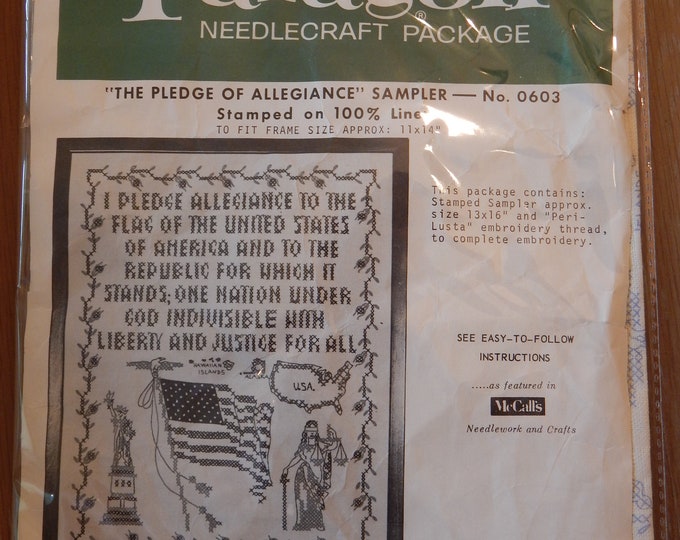 Paragon®
NEEDLECRAFT PACKAGE
"THE PLEDGE OF ALLEGIANCE" SAMPLER — No. 0603
Stamped on 100% Linen
TO FIT FRAME SIZE APPROX: 11x14"
I PLEDGE ALLEGIANCE TO THE
FLAG OF THE UNITED STATES
OF AMERICA AND TO THE
REPUBLIC FOR WHICH IT
STANDS; ONE NATION UNDER
GOD INDIVISIBLE WITH
LIBERTY AND JUSTICE FOR ALL
HAWAIIAN
ISLANDS
ALASKA
U.S.A.
This package contains:
Stamped Sampler approx.
size 13x16" and "Peri-
Lusta" embroidery thread,
to complete embroidery.
SEE EASY-TO-FOLLOW
INSTRUCTIONS
.....as featured in
McCall's
Needlework and Crafts